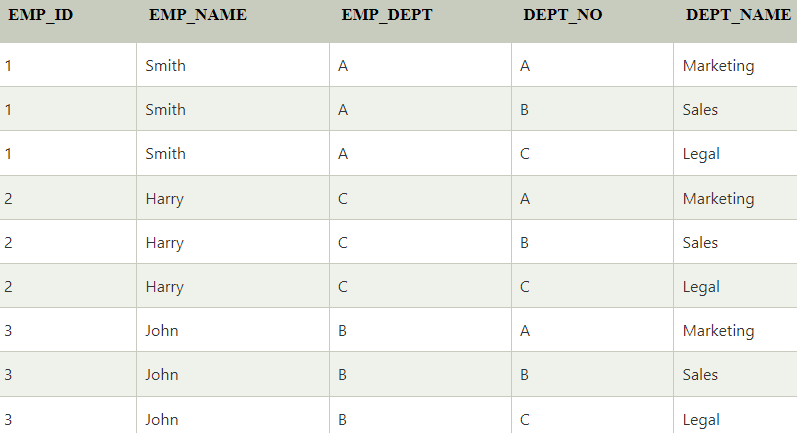 EMP_ID EMP_NAME EMP_DEPT DEPT_NO DEPT_NAME
1 Smith A A Marketing
1 Smith A B Sales
1 Smith A C Legal
2 Harry C A Marketing
2 Harry C B Sales
2 Harry C C Legal
3 John B A Marketing
3 John B B Sales
3 John B C Legal